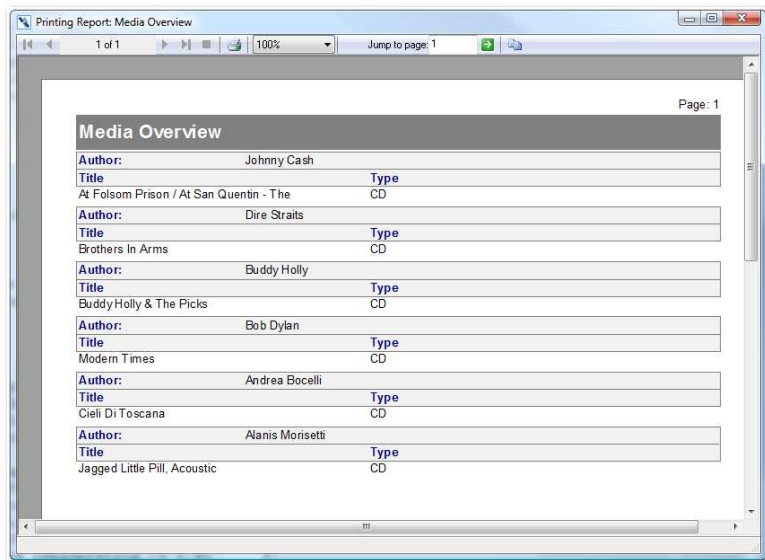 Printing Report: Media Overview
1 of 1 100% Jump to page: 1
Page: 1
Media Overview
Author: Johnny Cash
Title Type
At Folsom Prison / At San Quentin - The CD
Author: Dire Straits
Title Type
Brothers In Arms CD
Author: Buddy Holly
Title Type
Buddy Holly & The Picks CD
Author: Bob Dylan
Title Type
Modern Times CD
Author: Andrea Bocelli
Title Type
Cieli Di Toscana CD
Author: Alanis Morisetti
Title Type
Jagged Little Pill, Acoustic CD